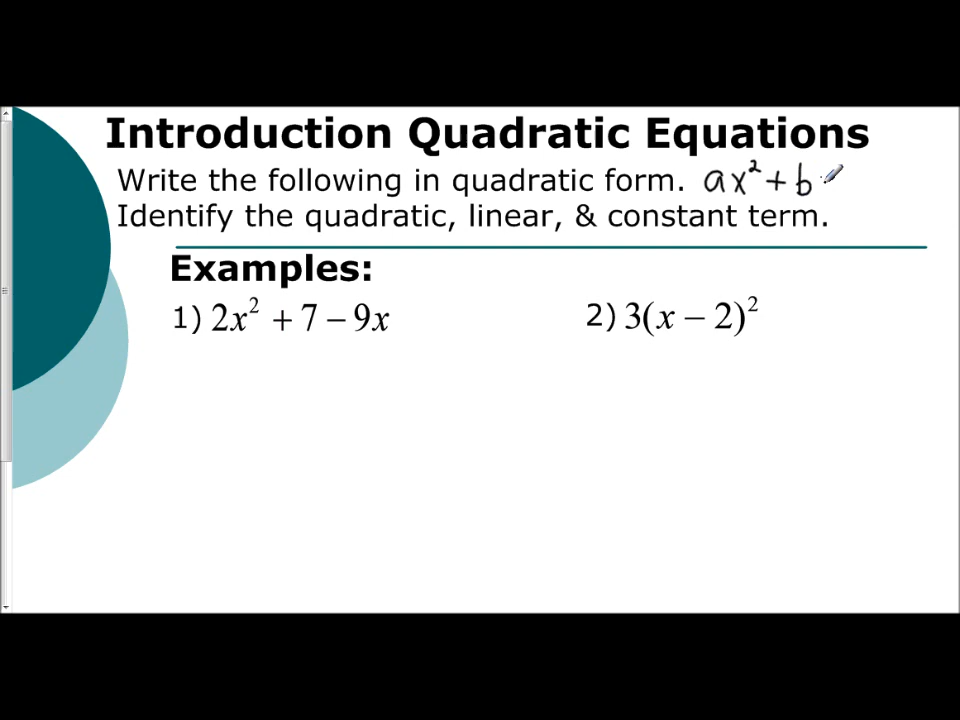 Introduction Quadratic Equations
Write the following in quadratic form. ax² + b
Identify the quadratic, linear, & constant term.
Examples:
1) 2x² + 7 − 9x 2) 3(x − 2)²